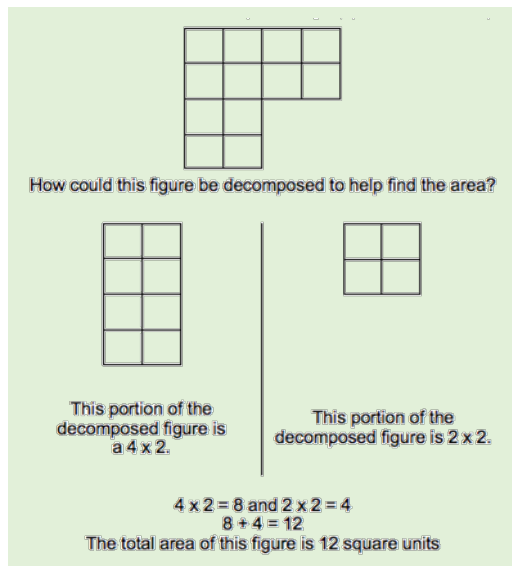 How could this figure be decomposed to help find the area?
This portion of the
decomposed figure is
a 4 x 2.
This portion of the
decomposed figure is 2 x 2.
4 x 2 = 8 and 2 x 2 = 4
8 + 4 = 12
The total area of this figure is 12 square units